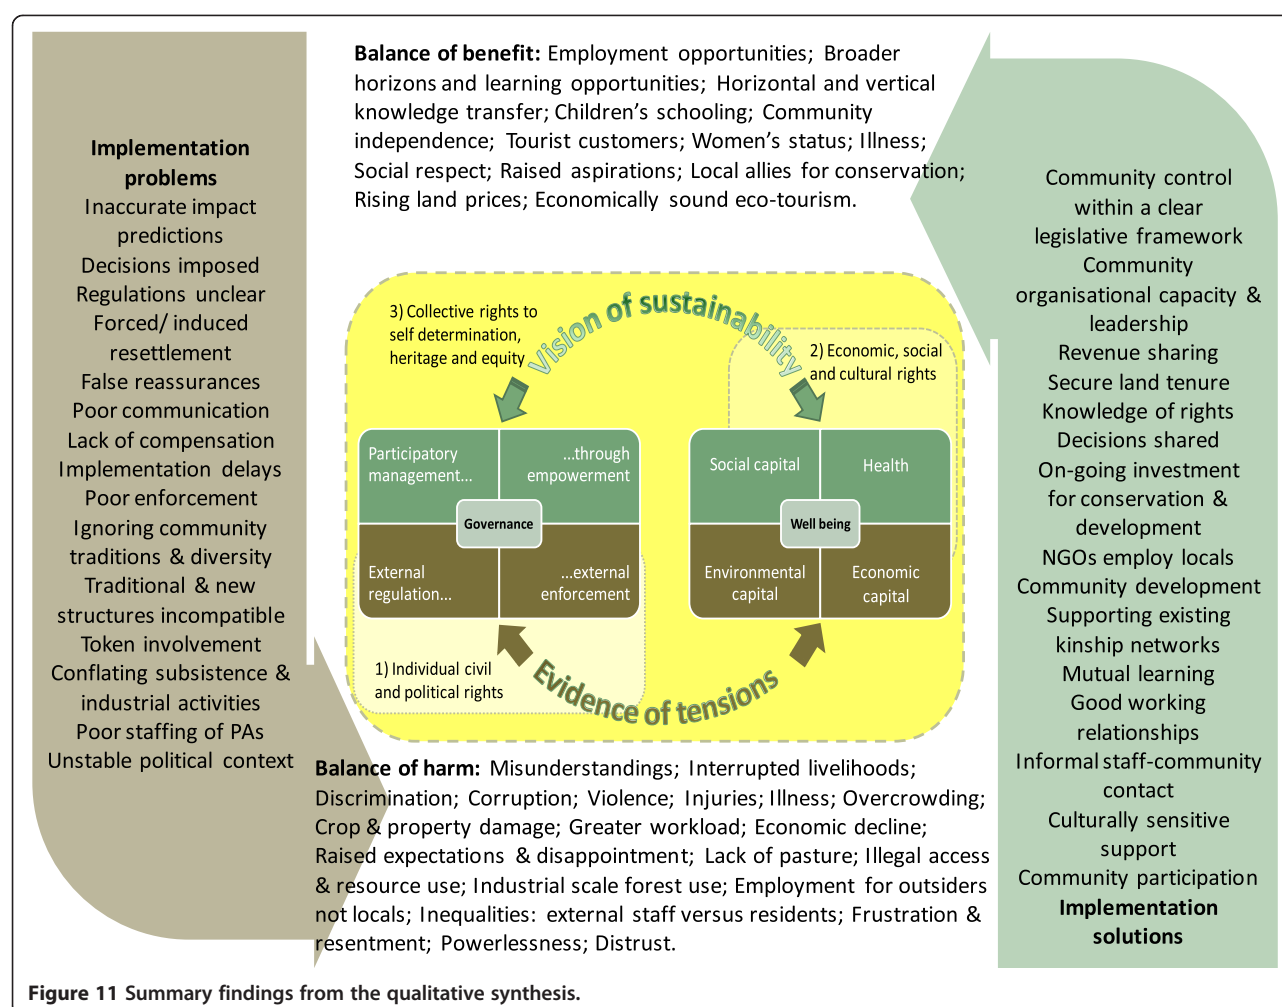 Implementation
problems
Inaccurate impact
predictions
Decisions imposed
Regulations unclear
Forced/ induced
resettlement
False reassurances
Poor communication
Lack of compensation
Implementation delays
Poor enforcement
Ignoring community
traditions & diversity
Traditional & new
structures incompatible
Token involvement
Conflating subsistence &
industrial activities
Poor staffing of PAs
Unstable political context
Balance of benefit: Employment opportunities; Broader
horizons and learning opportunities; Horizontal and vertical
knowledge transfer; Children’s schooling; Community
independence; Tourist customers; Women’s status; Illness;
Social respect; Raised aspirations; Local allies for conservation;
Rising land prices; Economically sound eco-tourism.
Vision of sustainability
3) Collective rights to
self determination,
heritage and equity
2) Economic, social
and cultural rights
Participatory
management...
...through
empowerment
Governance
External
regulation...
...external
enforcement
Social capital
Health
Well being
Environmental
capital
Economic
capital
1) Individual civil
and political rights
Evidence of tensions
Balance of harm: Misunderstandings; Interrupted livelihoods;
Discrimination; Corruption; Violence; Injuries; Illness; Overcrowding;
Crop & property damage; Greater workload; Economic decline;
Raised expectations & disappointment; Lack of pasture; Illegal access
& resource use; Industrial scale forest use; Employment for outsiders
not locals; Inequalities: external staff versus residents; Frustration &
resentment; Powerlessness; Distrust.
Community control
within a clear
legislative framework
Community
organisational capacity &
leadership
Revenue sharing
Secure land tenure
Knowledge of rights
Decisions shared
On-going investment
for conservation &
development
NGOs employ locals
Community development
Supporting existing
kinship networks
Mutual learning
Good working
relationships
Informal staff-community
contact
Culturally sensitive
support
Community participation
Implementation
solutions
Figure 11 Summary findings from the qualitative synthesis.